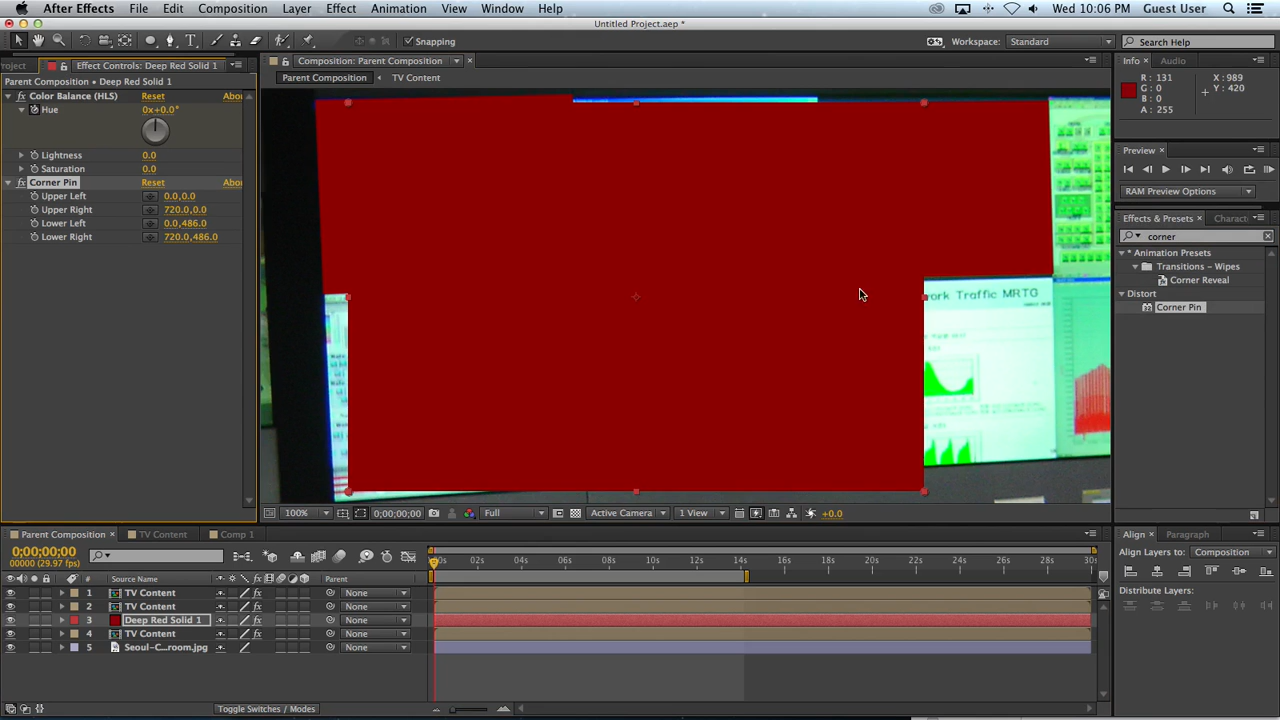 After Effects File Edit Composition Layer Effect Animation View Window Help Wed 10:06 PM Guest User
Untitled Project.aep *
Snapping Workspace: Standard Search Help
roject Effect Controls: Deep Red Solid 1 Composition: Parent Composition Info Audio
Parent Composition • Deep Red Solid 1 Parent Composition TV Content
R : 131 X : 989
G : 0 Y : 420
B : 0
A : 255
Color Balance (HLS) Reset Abou
Hue 0x+0.0°
Lightness 0.0
Saturation 0.0
Corner Pin Reset Abou
Upper Left 0.0,0.0
Upper Right 720.0,0.0
Lower Left 0.0,486.0
Lower Right 720.0,486.0
work Traffic MRTG
Preview
RAM Preview Options
Effects & Presets Charact
corner
* Animation Presets
Transitions – Wipes
Corner Reveal
Distort
Corner Pin
100% 0;00;00;00 Full Active Camera 1 View +0.0
Parent Composition TV Content Comp 1
0;00;00;00
00000 (29.97 fps)
0s 02s 04s 06s 08s 10s 12s 14s 16s 18s 20s 22s 24s 26s 28s 30s
# Source Name fx Parent
1 TV Content fx None
2 TV Content fx None
3 Deep Red Solid 1 fx None
4 TV Content fx None
5 Seoul-C...room.jpg None
Toggle Switches / Modes
Align Paragraph
Align Layers to: Composition
Distribute Layers: